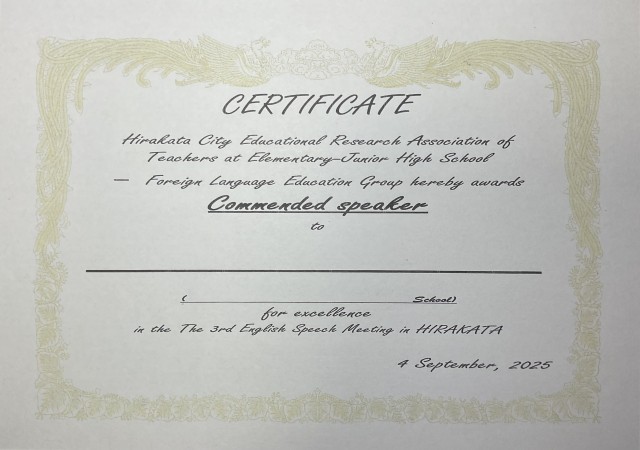 CERTIFICATE
Hirakata City Educational Research Association of
Teachers at Elementary-Junior High School
— Foreign Language Education Group hereby awards
Commended speaker
to
( School)
for excellence
in the The 3rd English Speech Meeting in HIRAKATA
4 September, 2025